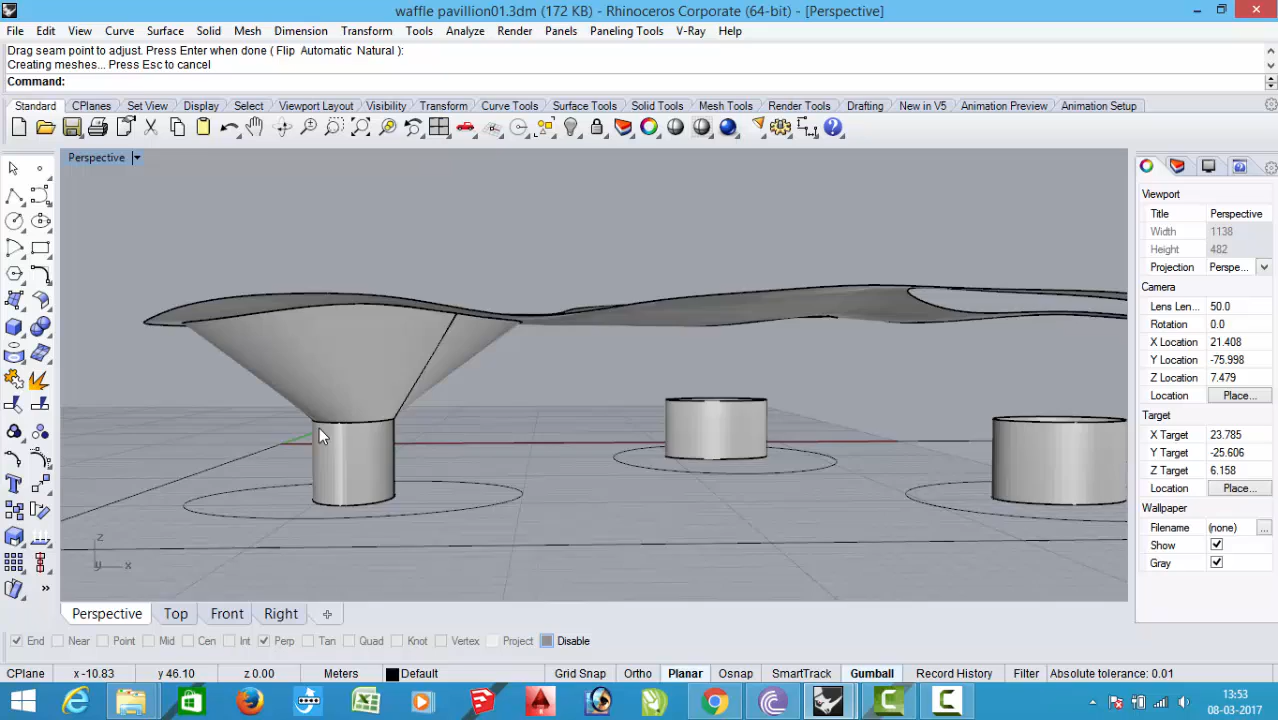 waffle pavillion01.3dm (172 KB) - Rhinoceros Corporate (64-bit) - [Perspective]
File Edit View Curve Surface Solid Mesh Dimension Transform Tools Analyze Render Panels Paneling Tools V-Ray Help
Drag seam point to adjust. Press Enter when done ( Flip Automatic Natural ):
Creating meshes... Press Esc to cancel
Command:
Standard CPlanes Set View Display Select Viewport Layout Visibility Transform Curve Tools Surface Tools Solid Tools Mesh Tools Render Tools Drafting New in V5 Animation Preview Animation Setup
Perspective
Viewport
Title Perspective
Width 1138
Height 482
Projection Perspe...
Camera
Lens Len... 50.0
Rotation 0.0
X Location 21.408
Y Location -75.998
Z Location 7.479
Location Place...
Target
X Target 23.785
Y Target -25.606
Z Target 6.158
Location Place...
Wallpaper
Filename (none) ...
Show
Gray
z
y x
Perspective Top Front Right
End Near Point Mid Cen Int Perp Tan Quad Knot Vertex Project Disable
CPlane x -10.83 y 46.10 z 0.00 Meters Default Grid Snap Ortho Planar Osnap SmartTrack Gumball Record History Filter Absolute tolerance: 0.01
13:53
08-03-2017